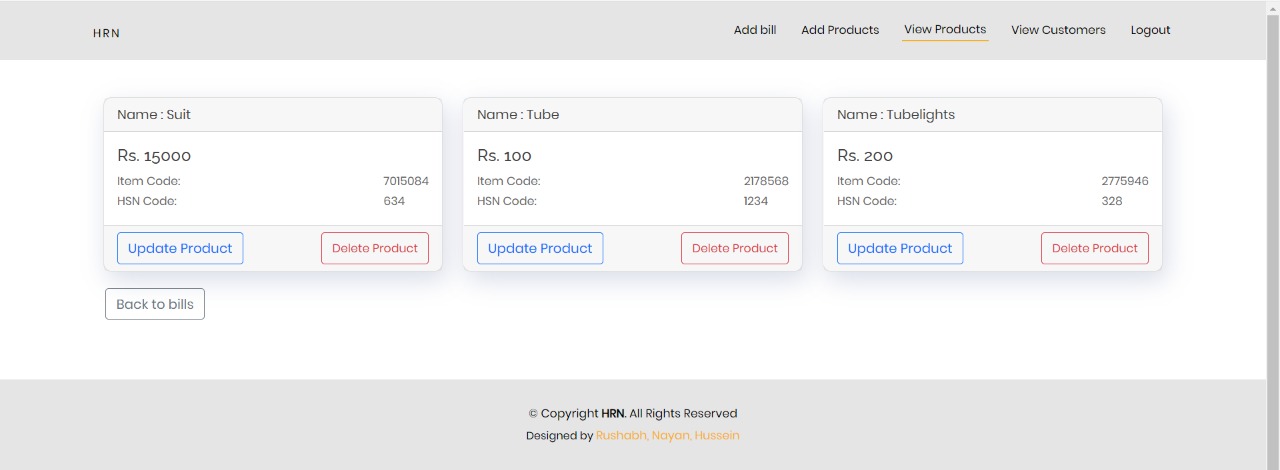 HRN
Add bill
Add Products
View Products
View Customers
Logout
Name : Suit
Rs. 15000
Item Code: 7015084
HSN Code: 634
Update Product
Delete Product
Name : Tube
Rs. 100
Item Code: 2178568
HSN Code: 1234
Update Product
Delete Product
Name : Tubelights
Rs. 200
Item Code: 2775946
HSN Code: 328
Update Product
Delete Product
Back to bills
© Copyright HRN. All Rights Reserved
Designed by Rushabh, Nayan, Hussein